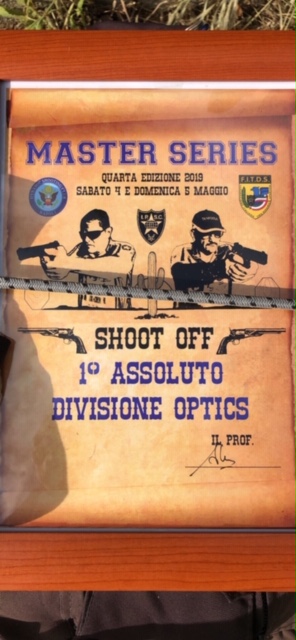 MASTER SERIES
QUARTA EDIZIONE 2019
SABATO 4 E DOMENICA 5 MAGGIO
F.I.T.D.S.
I.P.S.C.
SHOOT OFF
1° ASSOLUTO
DIVISIONE OPTICS
IL PROF.